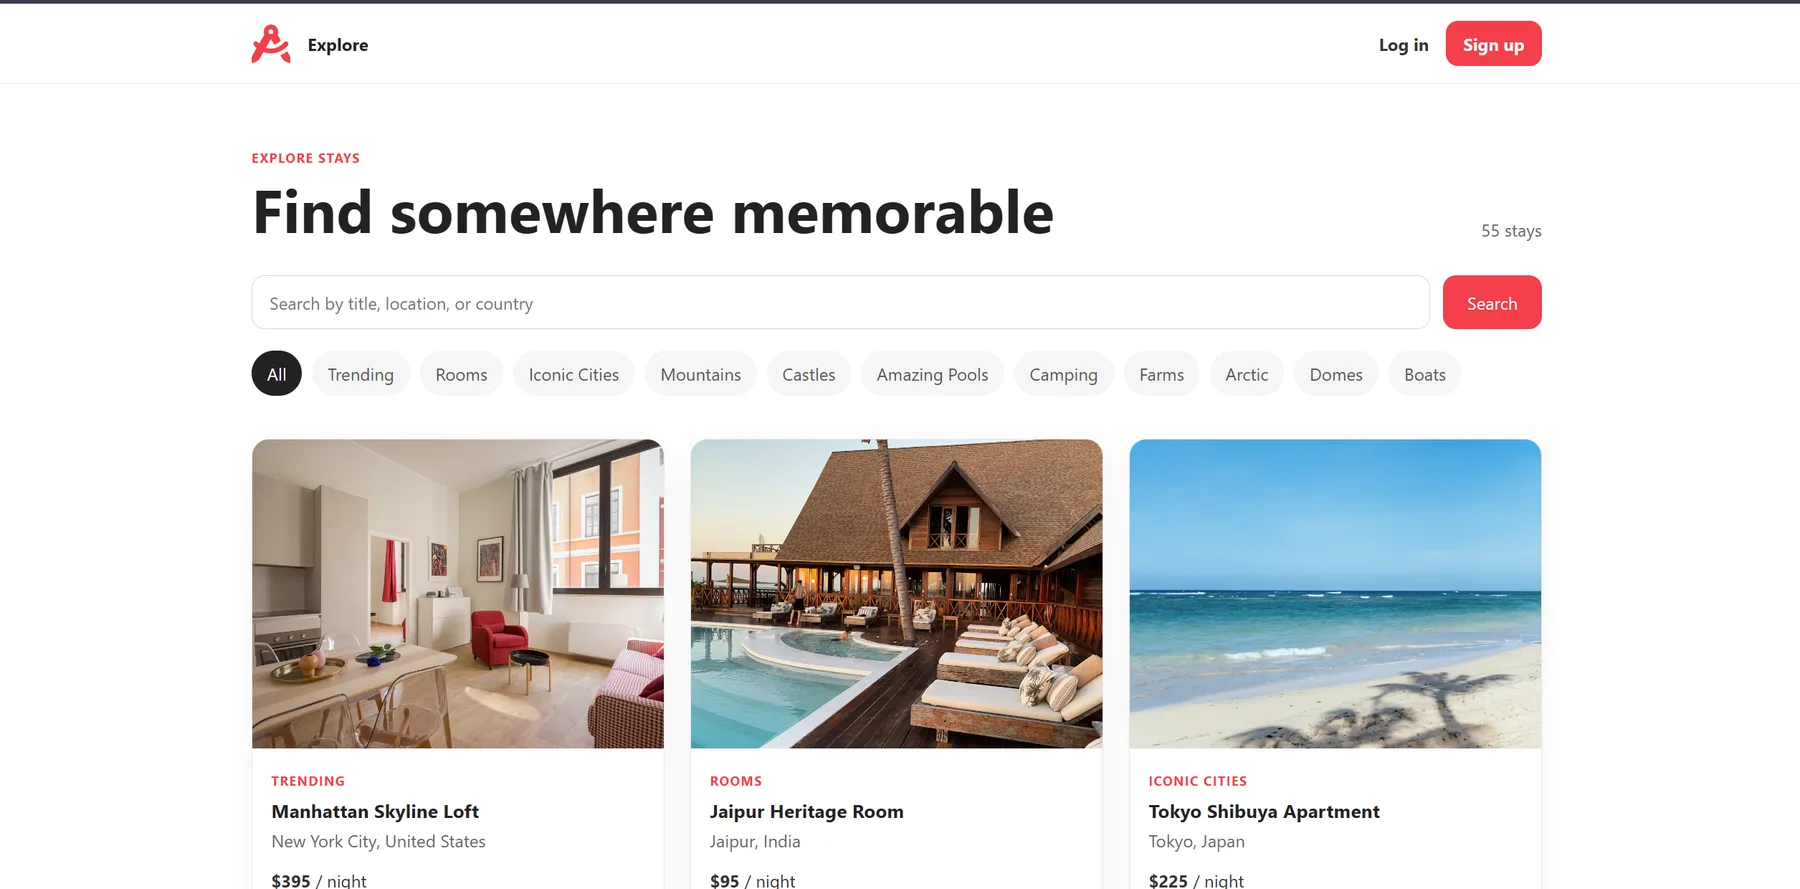 Explore
Log in
Sign up
EXPLORE STAYS
Find somewhere memorable
55 stays
Search by title, location, or country
Search
All
Trending
Rooms
Iconic Cities
Mountains
Castles
Amazing Pools
Camping
Farms
Arctic
Domes
Boats
TRENDING
Manhattan Skyline Loft
New York City, United States
$395 / night
ROOMS
Jaipur Heritage Room
Jaipur, India
$95 / night
ICONIC CITIES
Tokyo Shibuya Apartment
Tokyo, Japan
$225 / night